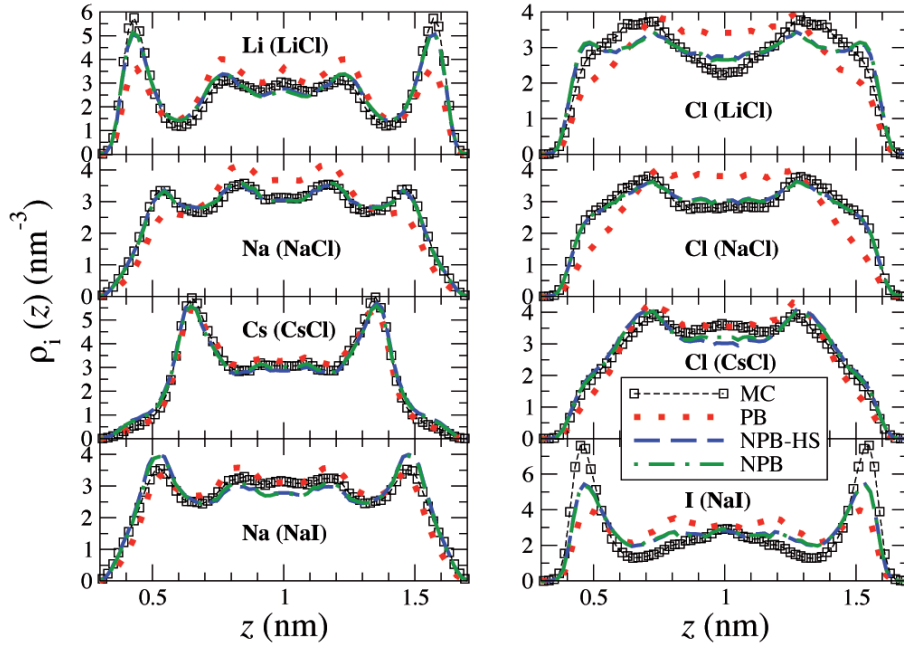 ρi (z) (nm-3)
6
5
4
3
2
1
0
Li (LiCl)
4
3
2
1
0
Na (NaCl)
5
4
3
2
1
0
Cs (CsCl)
4
3
2
1
0
Na (NaI)
0.5 1 1.5
z (nm)
4
3
2
1
0
Cl (LiCl)
4
3
2
1
0
Cl (NaCl)
4
3
2
1
0
Cl (CsCl)
MC
PB
NPB-HS
NPB
6
4
2
0
I (NaI)
0.5 1 1.5
z (nm)